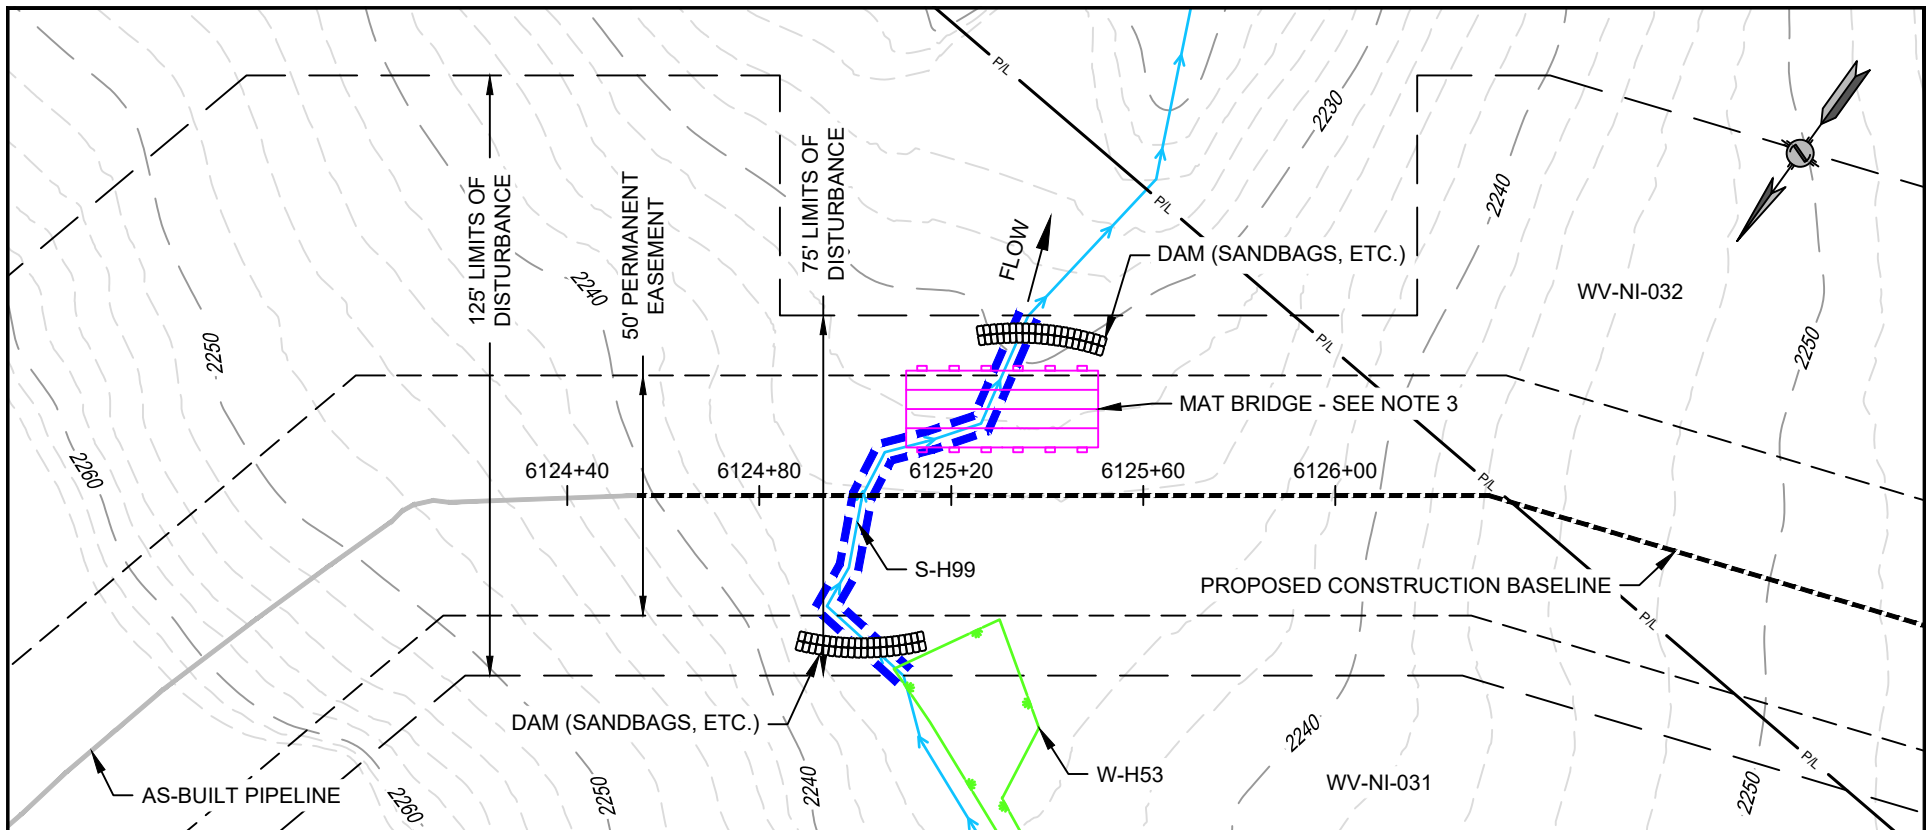 P/L
2230
2240
125' LIMITS OF
DISTURBANCE
50' PERMANENT
EASEMENT
75' LIMITS OF
DISTURBANCE
FLOW
P/L
DAM (SANDBAGS, ETC.)
WV-NI-032
2240
2250
P/L
2250
MAT BRIDGE - SEE NOTE 3
2260
6124+40
6124+80
6125+20
6125+60
6126+00
P/L
S-H99
PROPOSED CONSTRUCTION BASELINE
P/L
DAM (SANDBAGS, ETC.)
2240
P/L
AS-BUILT PIPELINE
2260
2250
2240
W-H53
WV-NI-031
2250